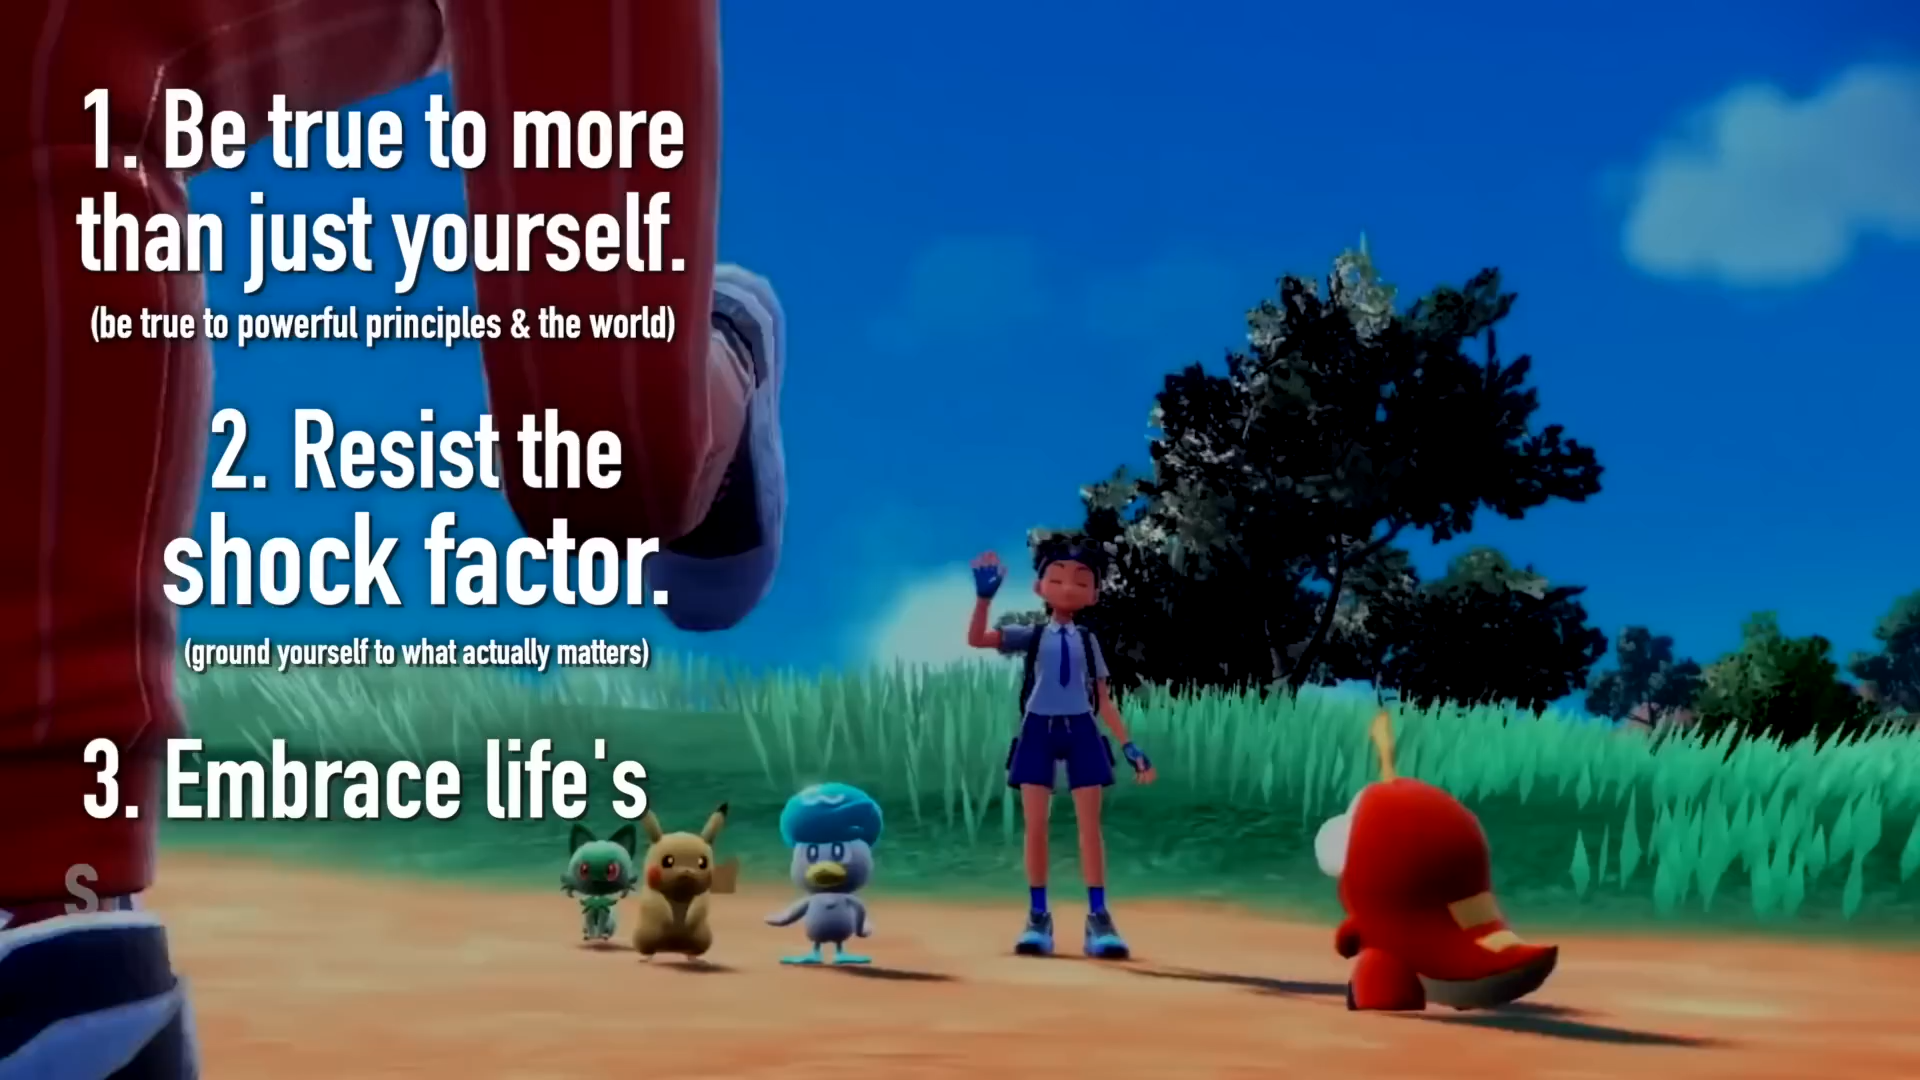 1. Be true to more
than just yourself.
(be true to powerful principles & the world)
2. Resist the
shock factor.
(ground yourself to what actually matters)
3. Embrace life's
s.